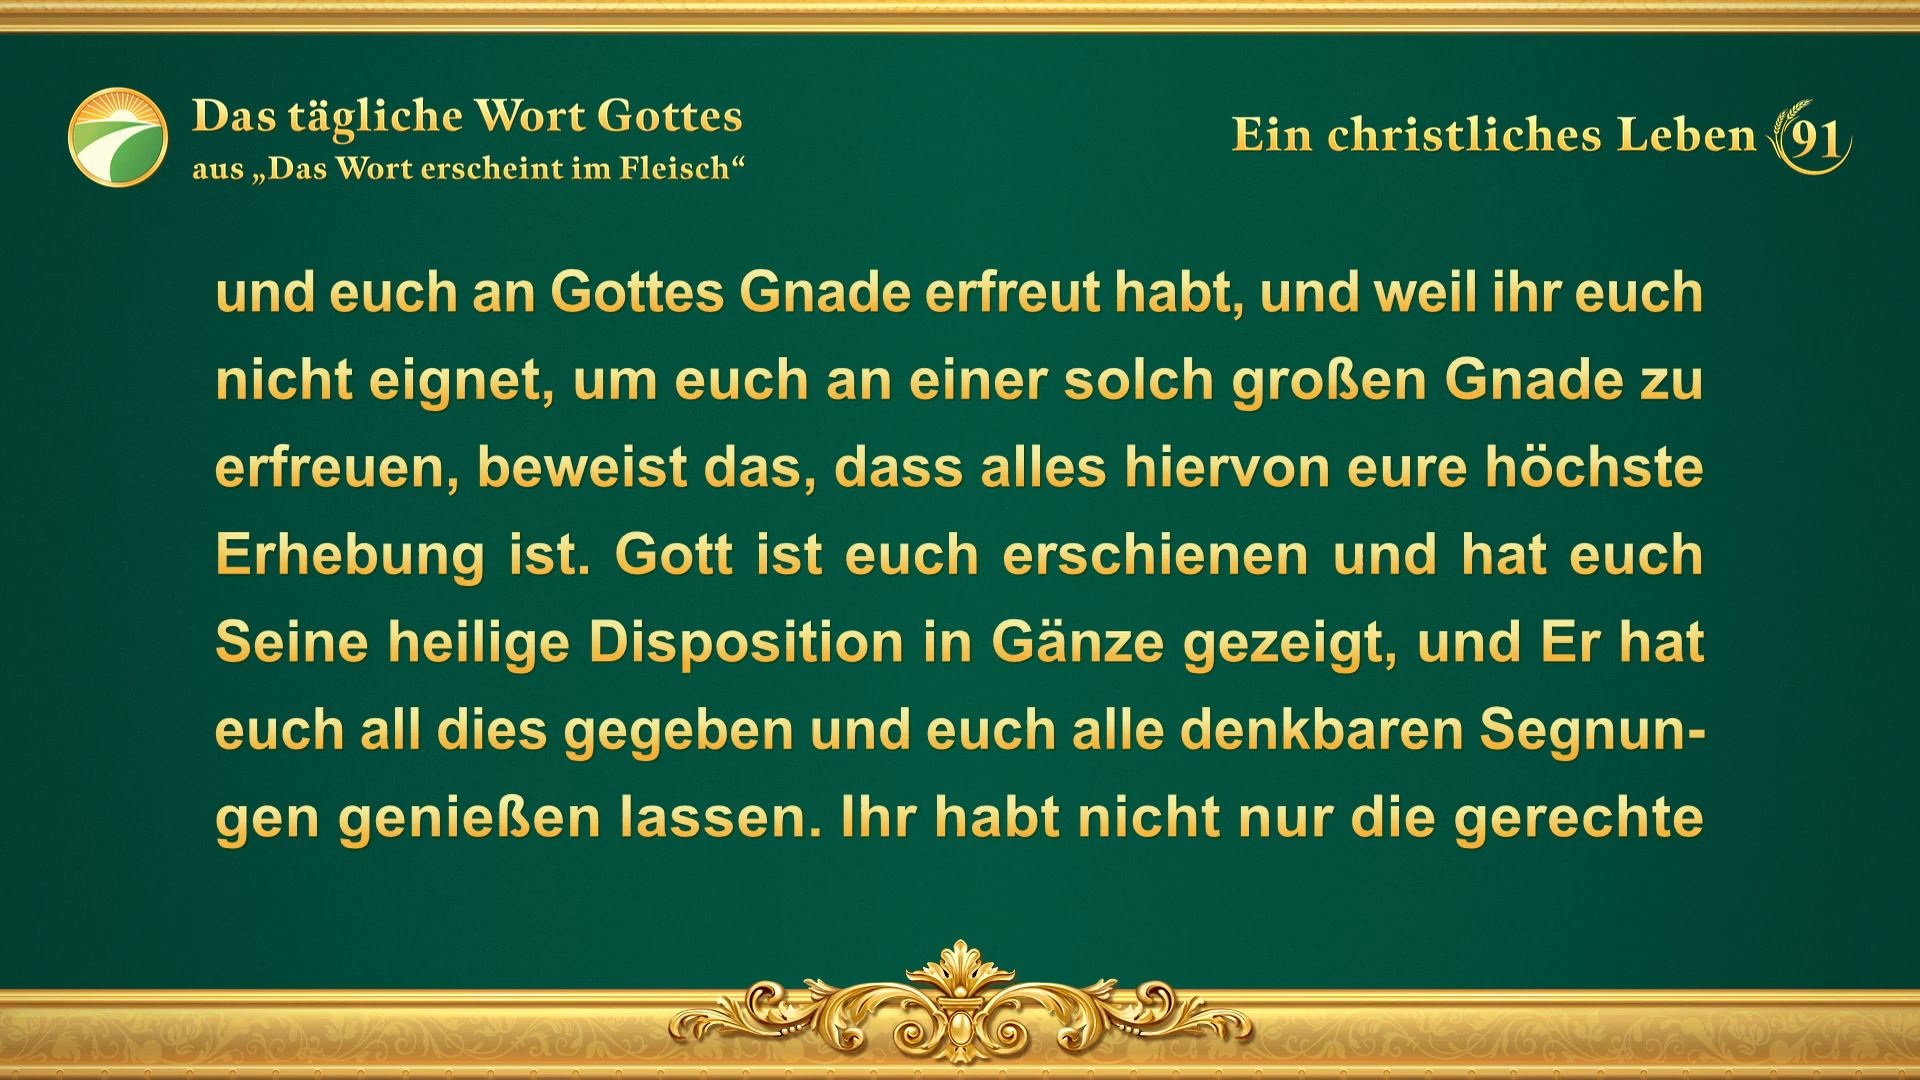 Das tägliche Wort Gottes
aus „Das Wort erscheint im Fleisch“
Ein christliches Leben 91
und euch an Gottes Gnade erfreut habt, und weil ihr euch
nicht eignet, um euch an einer solch großen Gnade zu
erfreuen, beweist das, dass alles hiervon eure höchste
Erhebung ist. Gott ist euch erschienen und hat euch
Seine heilige Disposition in Gänze gezeigt, und Er hat
euch all dies gegeben und euch alle denkbaren Segnun-
gen genießen lassen. Ihr habt nicht nur die gerechte